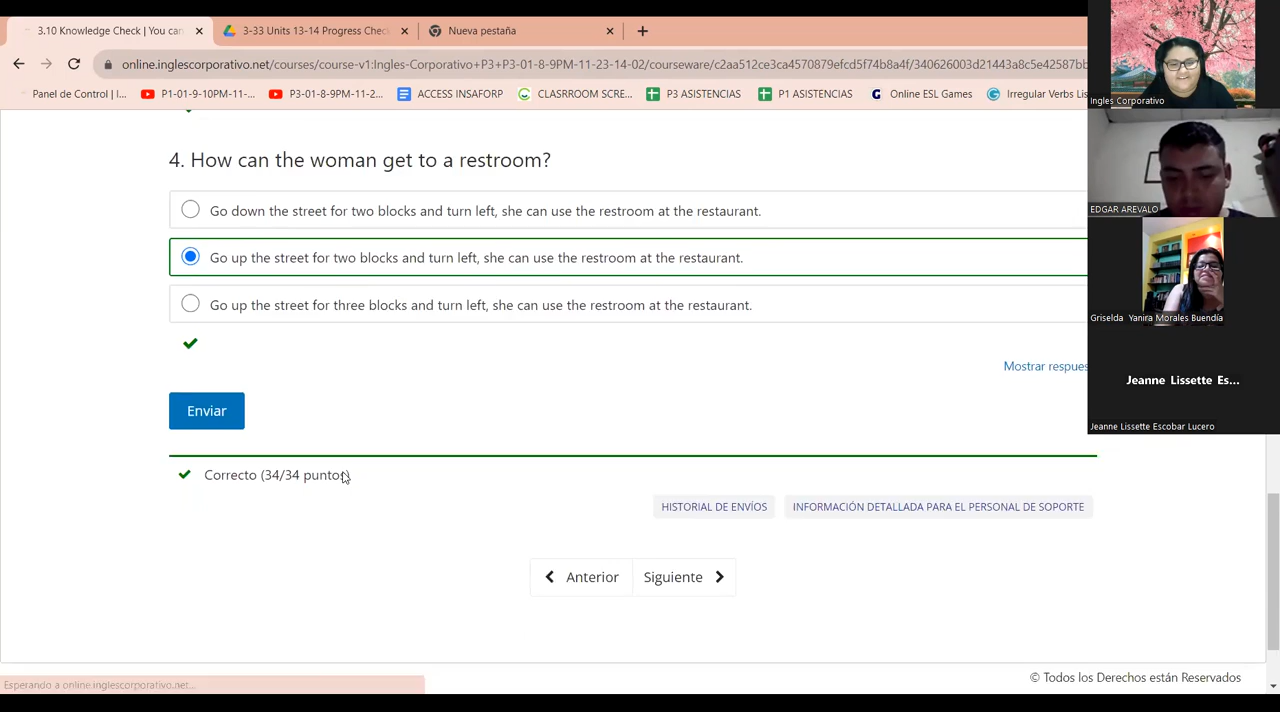 3.10 Knowledge Check | You can
3-33 Units 13-14 Progress Chec
Nueva pestaña
online.inglescorporativo.net/courses/course-v1:Ingles-Corporativo+P3+P3-01-8-9PM-11-23-14-02/courseware/c2aa512ce3ca4570879efcd5f74b8a4f/340626003d21443a8c5e42587bb
Panel de Control | I...
P1-01-9-10PM-11-...
P3-01-8-9PM-11-2...
ACCESS INSAFORP
CLASRROOM SCRE...
P3 ASISTENCIAS
P1 ASISTENCIAS
Online ESL Games
Irregular Verbs Lis
Ingles Corporativo
4. How can the woman get to a restroom?
Go down the street for two blocks and turn left, she can use the restroom at the restaurant.
EDGAR AREVALO
Go up the street for two blocks and turn left, she can use the restroom at the restaurant.
Go up the street for three blocks and turn left, she can use the restroom at the restaurant.
Griselda Yanira Morales Buendía
Mostrar respues
Jeanne Lissette Es...
Jeanne Lissette Escobar Lucero
Enviar
Correcto (34/34 puntos)
HISTORIAL DE ENVÍOS
INFORMACIÓN DETALLADA PARA EL PERSONAL DE SOPORTE
Anterior
Siguiente
© Todos los Derechos están Reservados
Esperando a online.inglescorporativo.net...